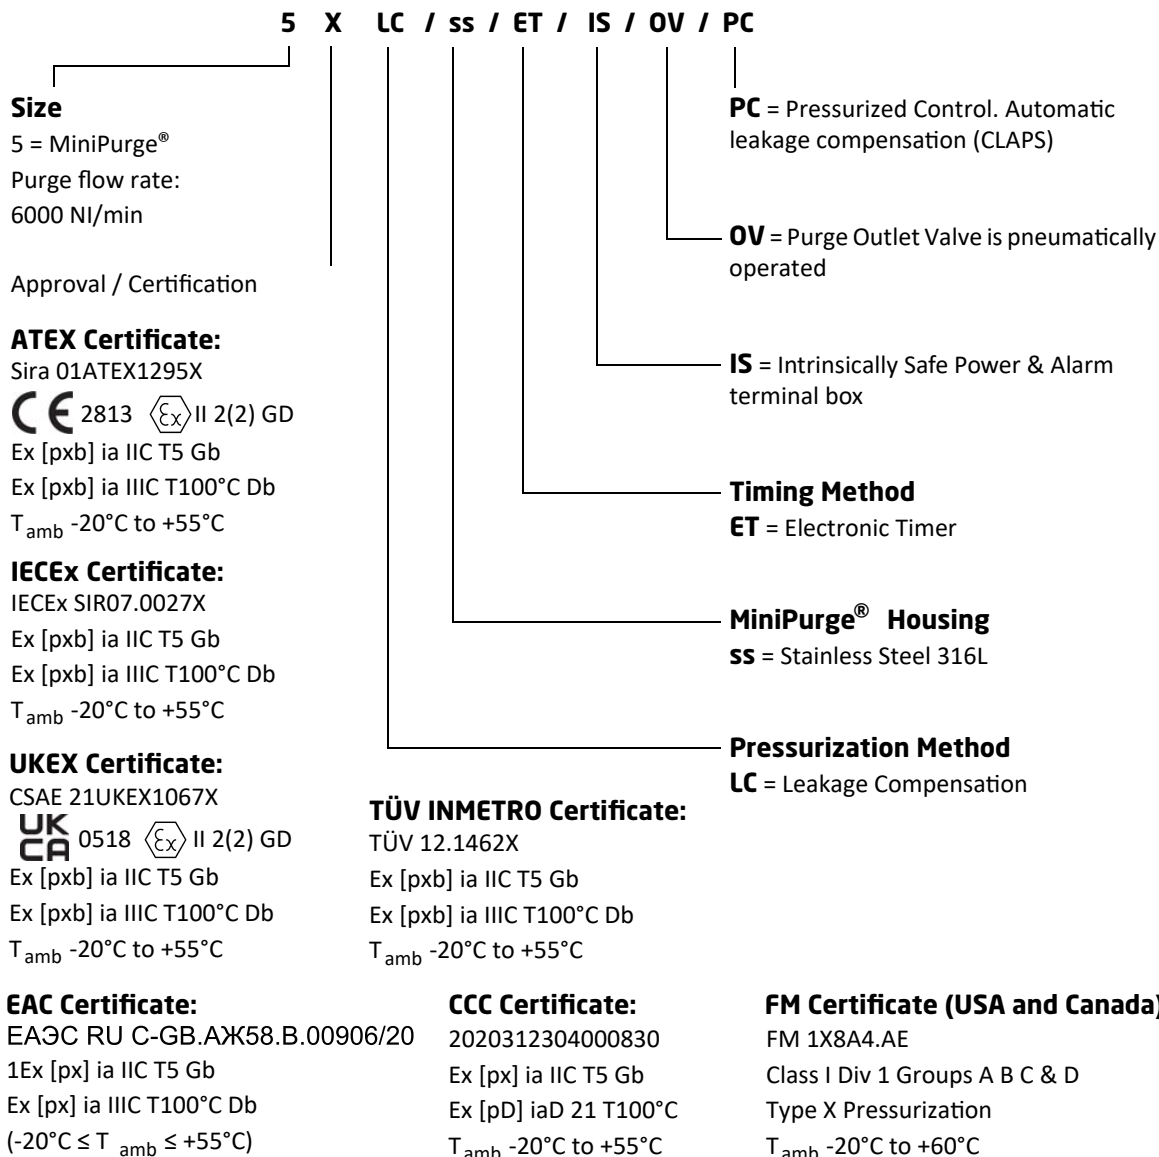 5 X LC / ss / ET / IS / OV / PC
Size
5 = MiniPurge®
Purge flow rate:
6000 NI/min
Approval / Certification
ATEX Certificate:
Sira 01ATEX1295X
CE 2813 Ex II 2(2) GD
Ex [pxb] ia IIC T5 Gb
Ex [pxb] ia IIIC T100°C Db
Tamb -20°C to +55°C
IECEx Certificate:
IECEx SIR07.0027X
Ex [pxb] ia IIC T5 Gb
Ex [pxb] ia IIIC T100°C Db
Tamb -20°C to +55°C
UKEX Certificate:
CSAE 21UKEX1067X
UK CA 0518 Ex II 2(2) GD
Ex [pxb] ia IIC T5 Gb
Ex [pxb] ia IIIC T100°C Db
Tamb -20°C to +55°C
PC = Pressurized Control. Automatic
leakage compensation (CLAPS)
OV = Purge Outlet Valve is pneumatically
operated
IS = Intrinsically Safe Power & Alarm
terminal box
Timing Method
ET = Electronic Timer
MiniPurge® Housing
ss = Stainless Steel 316L
Pressurization Method
LC = Leakage Compensation
TÜV INMETRO Certificate:
TÜV 12.1462X
Ex [pxb] ia IIC T5 Gb
Ex [pxb] ia IIIC T100°C Db
Tamb -20°C to +55°C
EAC Certificate:
ЕАЭС RU C-GB.АЖ58.В.00906/20
1Ex [px] ia IIC T5 Gb
Ex [px] ia IIIC T100°C Db
(-20°C ≤ T amb ≤ +55°C)
CCC Certificate:
2020312304000830
Ex [px] ia IIC T5 Gb
Ex [pD] iaD 21 T100°C
Tamb -20°C to +55°C
FM Certificate (USA and Canada)
FM 1X8A4.AE
Class I Div 1 Groups A B C & D
Type X Pressurization
Tamb -20°C to +60°C